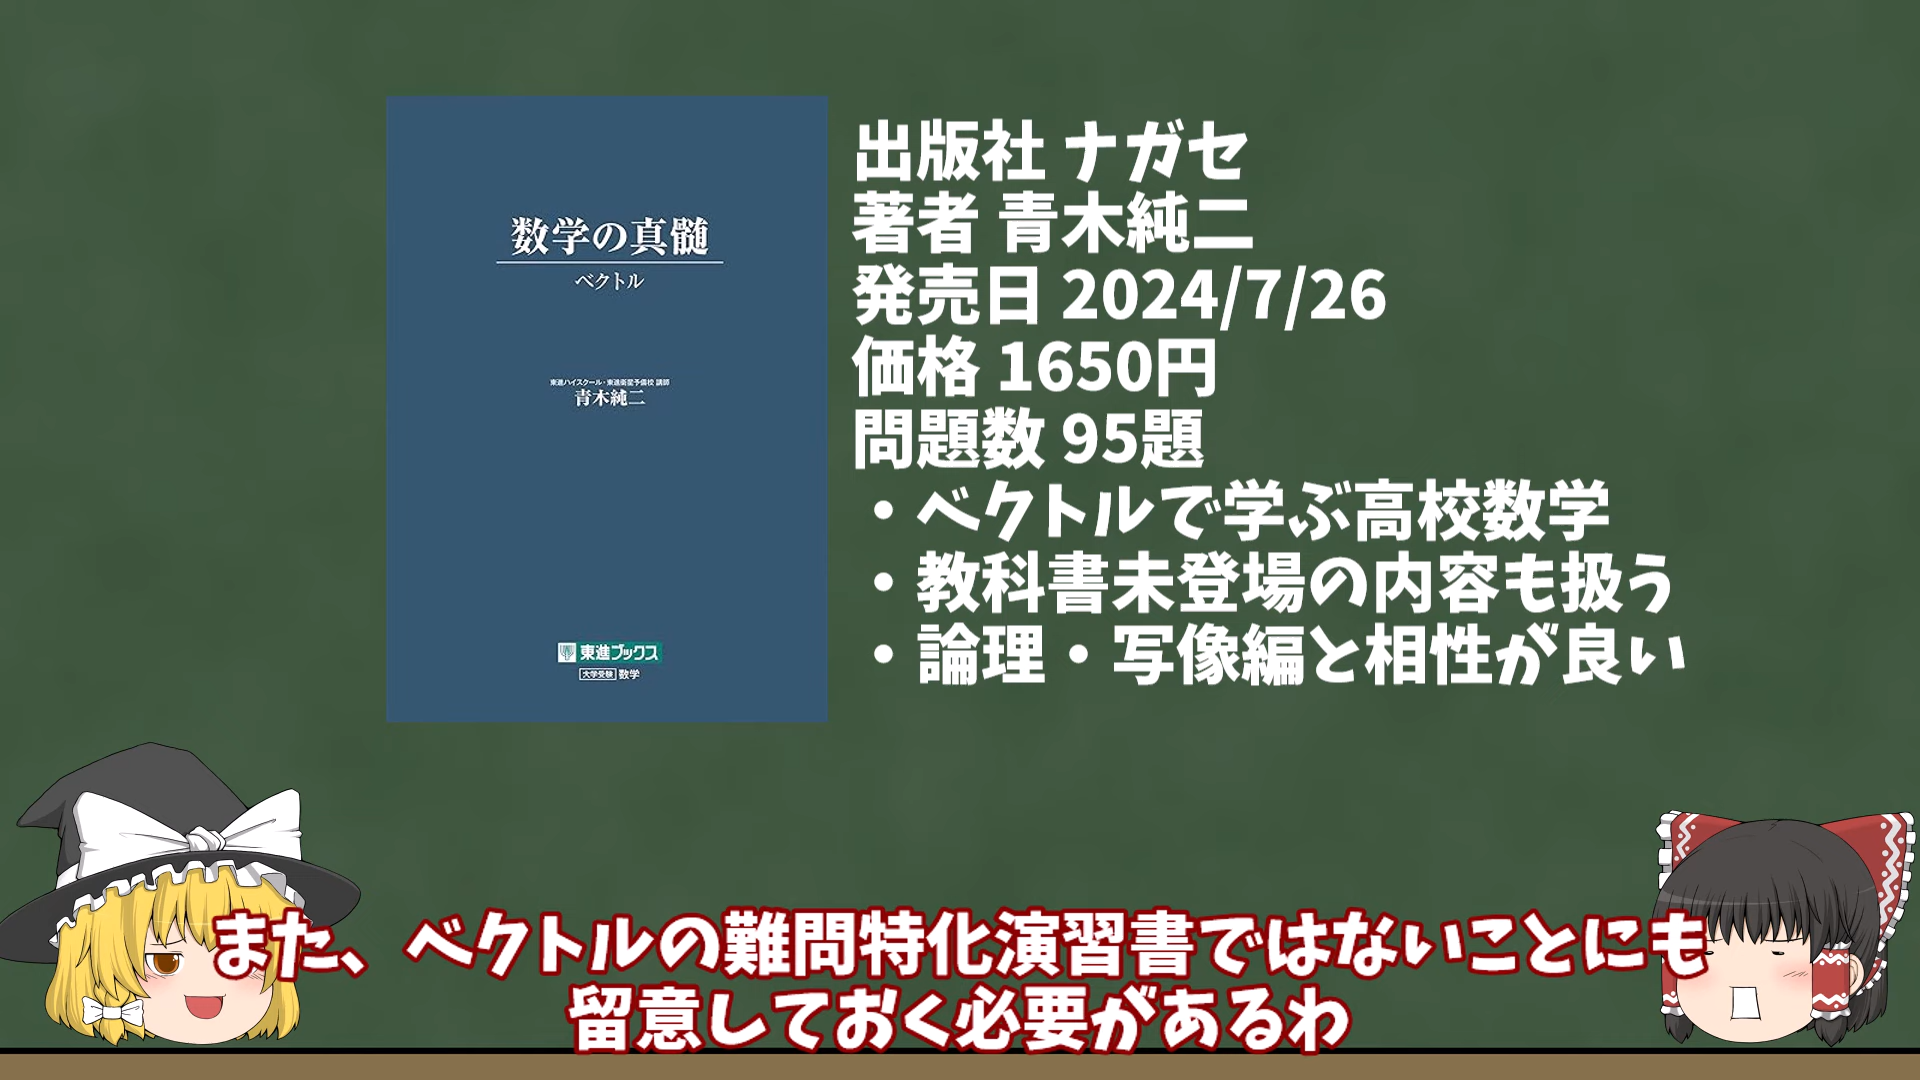 数学の真髄
ベクトル
東進ハイスクール・東進衛星予備校 講師
青木純二
東進ブックス
大学受験 数学
出版社 ナガセ
著者 青木純二
発売日 2024/7/26
価格 1650円
問題数 95題
・ベクトルで学ぶ高校数学
・教科書未登場の内容も扱う
・論理・写像編と相性が良い
また、ベクトルの難問特化演習書ではないことにも
留意しておく必要があるわ